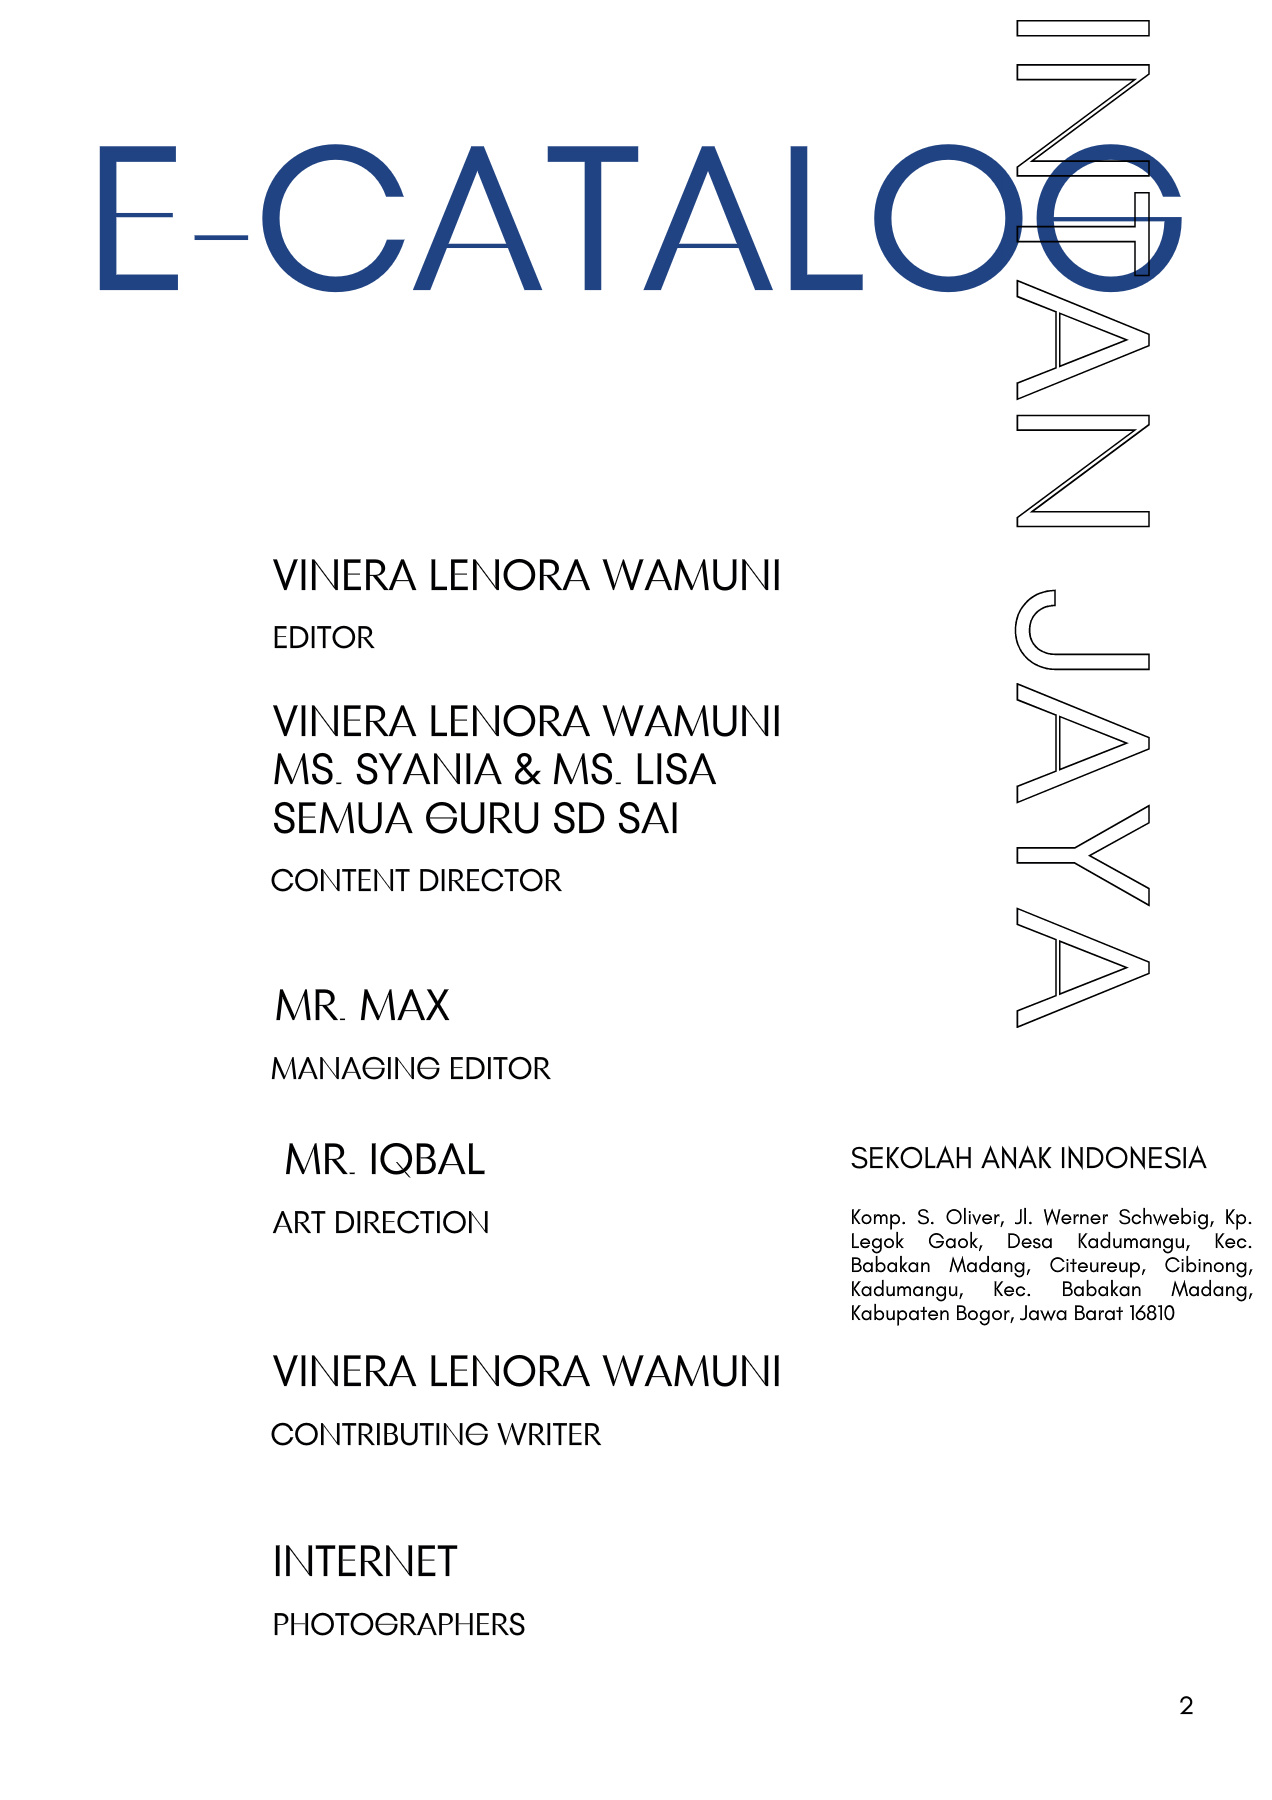 E-CATALOG
INTAN JAYA
VINERA LENORA WAMUNI
EDITOR
VINERA LENORA WAMUNI
MS. SYANIA & MS. LISA
SEMUA GURU SD SAI
CONTENT DIRECTOR
MR. MAX
MANAGING EDITOR
MR. IQBAL
ART DIRECTION
VINERA LENORA WAMUNI
CONTRIBUTING WRITER
INTERNET
PHOTOGRAPHERS
SEKOLAH ANAK INDONESIA
Komp. S. Oliver, Jl. Werner Schwebig, Kp.
Legok Gaok, Desa Kadumangu, Kec.
Babakan Madang, Citeureup, Cibinong,
Kadumangu, Kec. Babakan Madang,
Kabupaten Bogor, Jawa Barat 16810
2